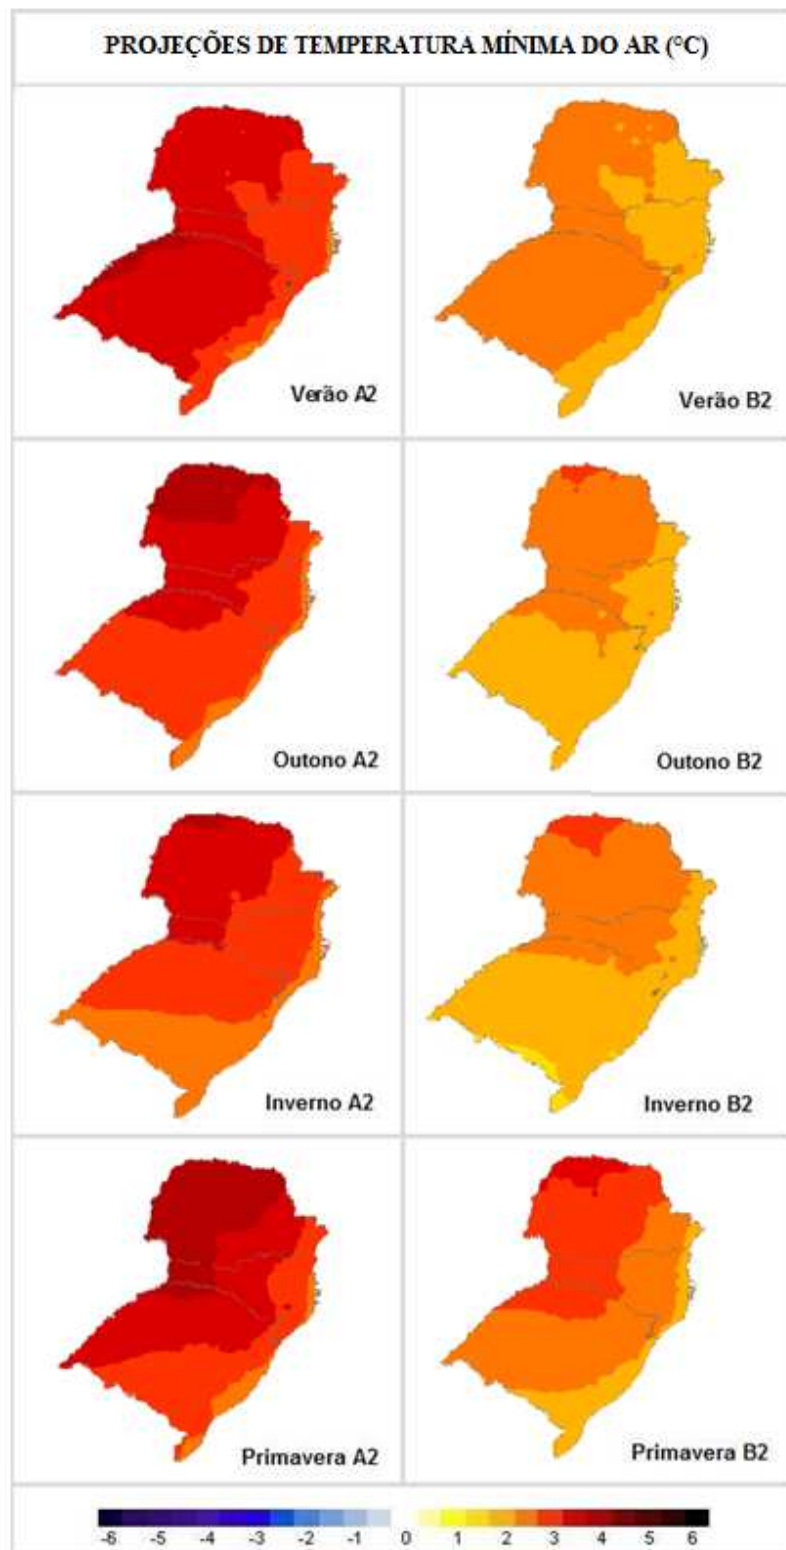 PROJEÇÕES DE TEMPERATURA MÍNIMA DO AR (°C)
Verão A2
Verão B2
Outono A2
Outono B2
Inverno A2
Inverno B2
Primavera A2
Primavera B2
-6 -5 -4 -3 -2 -1 0 1 2 3 4 5 6